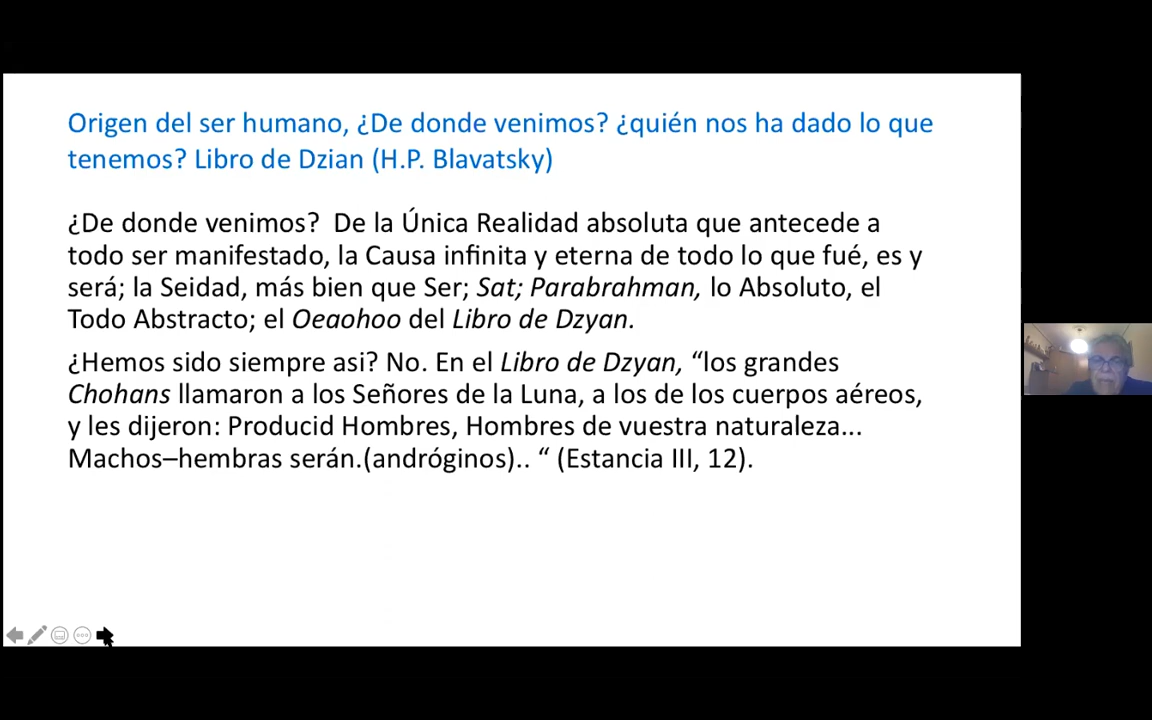 Origen del ser humano, ¿De donde venimos? ¿quién nos ha dado lo que
tenemos? Libro de Dzian (H.P. Blavatsky)
¿De donde venimos?  De la Única Realidad absoluta que antecede a
todo ser manifestado, la Causa infinita y eterna de todo lo que fué, es y
será; la Seidad, más bien que Ser; Sat; Parabrahman, lo Absoluto, el
Todo Abstracto; el Oeaohoo del Libro de Dzyan.
¿Hemos sido siempre asi? No. En el Libro de Dzyan, “los grandes
Chohans llamaron a los Señores de la Luna, a los de los cuerpos aéreos,
y les dijeron: Producid Hombres, Hombres de vuestra naturaleza...
Machos–hembras serán.(andróginos).. “ (Estancia III, 12).